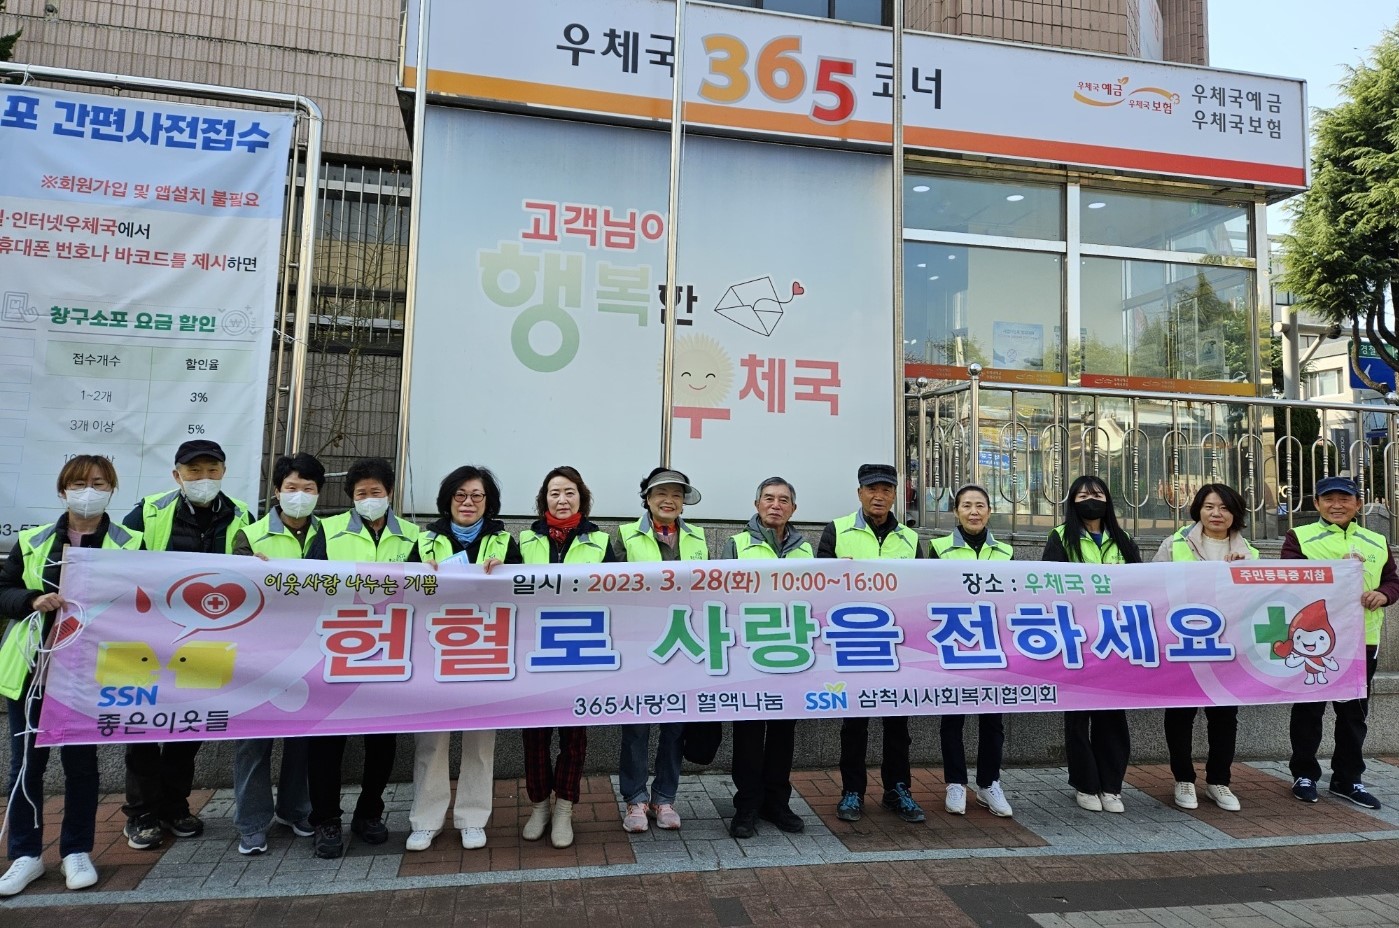 우체국 365 코너
우체국예금
우체국보험
우체국예금
우체국보험
포 간편사전접수
※회원가입 및 앱설치 불필요
일·인터넷우체국에서
휴대폰 번호나 바코드를 제시하면
창구소포 요금 할인
접수개수 할인율
1~2개 3%
3개 이상 5%
고객님이
행복한
우체국
이웃사랑 나누는 기쁨
일시 : 2023. 3. 28(화) 10:00~16:00
장소 : 우체국 앞
주민등록증 지참
헌혈로 사랑을 전하세요
SSN
좋은이웃들
365사랑의 혈액나눔 SSN 삼척시사회복지협의회